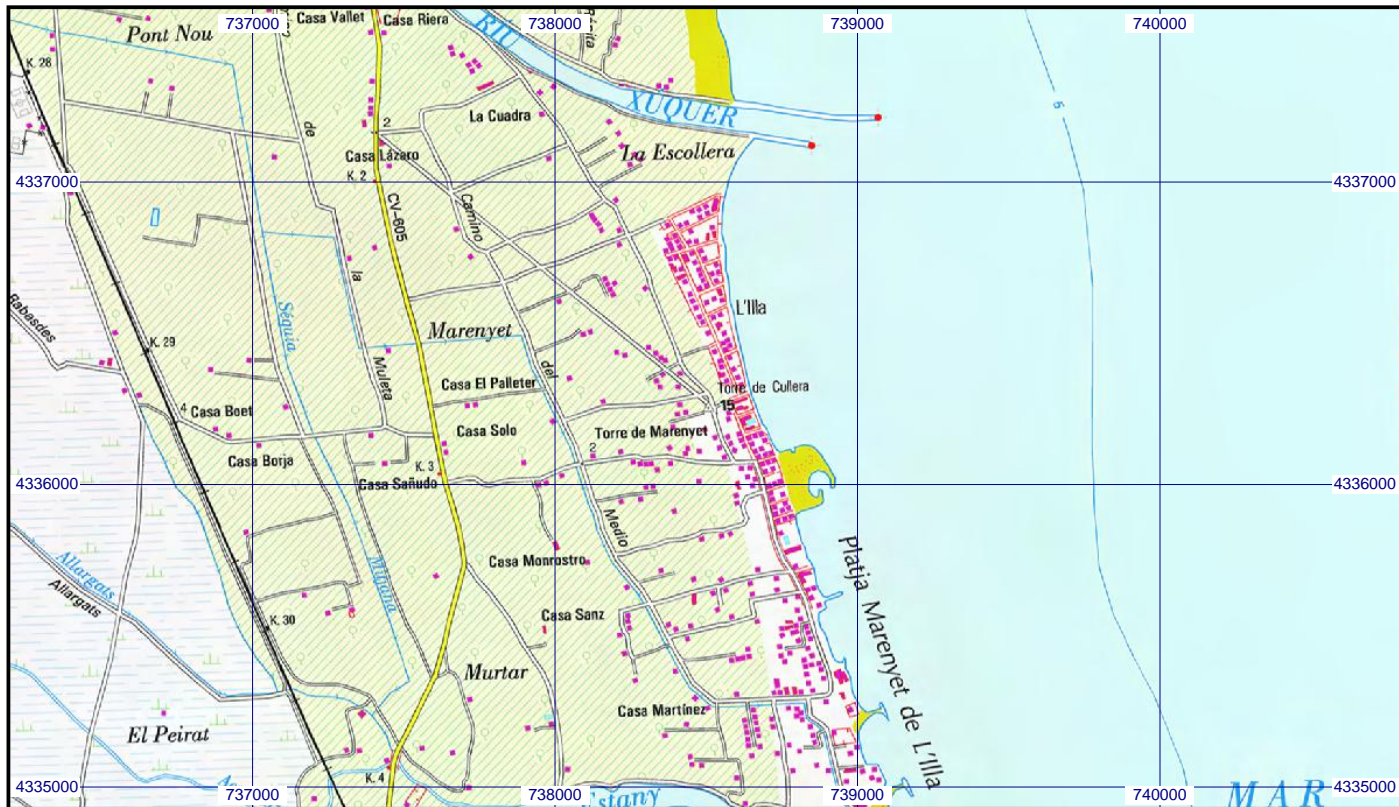 737000
738000
739000
740000
Casa Vallet
Casa Riera
Pont Nou
RIU
K. 28
XUQUER
La Cuadra
5
2
de
Casa Lázaro
La Escollera
4337000
K. 2
4337000
CV-605
Camino
la
Rabasdes
Séquia
L'Illa
Marenyet
K. 29
Muleta
del
Casa El Palleter
Torre de Cullera
15
4
Casa Boet
Casa Solo
Torre de Marenyet
Casa Borja
K. 3
2
4336000
Casa Sañudo
4336000
Medio
Allargats
Allargats
Mitjana
Casa Monrostro
Platja Marenyet de L'Illa
K. 30
Casa Sanz
Murtar
Casa Martínez
El Peirat
K. 4
4335000
4335000
Estany
MAR
737000
738000
739000
740000